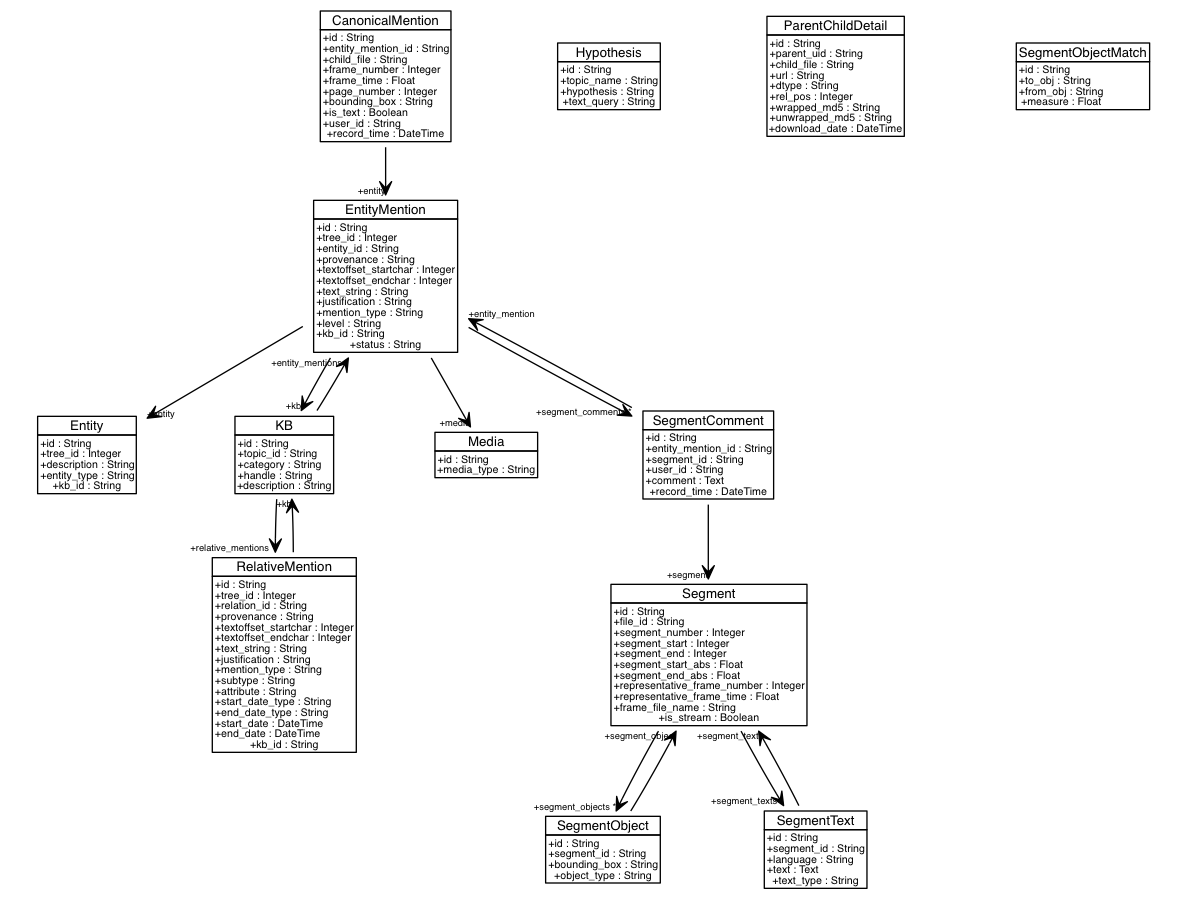 CanonicalMention
+id : String
+entity_mention_id : String
+child_file : String
+frame_number : Integer
+frame_time : Float
+page_number : Integer
+bounding_box : String
+is_text : Boolean
+user_id : String
+record_time : DateTime
Hypothesis
+id : String
+topic_name : String
+hypothesis : String
+text_query : String
ParentChildDetail
+id : String
+parent_uid : String
+child_file : String
+url : String
+dtype : String
+rel_pos : Integer
+wrapped_md5 : String
+unwrapped_md5 : String
+download_date : DateTime
SegmentObjectMatch
+id : String
+to_obj : String
+from_obj : String
+measure : Float
+entity
EntityMention
+id : String
+tree_id : Integer
+entity_id : String
+provenance : String
+textoffset_startchar : Integer
+textoffset_endchar : Integer
+text_string : String
+justification : String
+mention_type : String
+level : String
+kb_id : String
+status : String
+entity_mention
+entity_mentions
+entity
+kb
+media
+segment_comment
Entity
+id : String
+tree_id : Integer
+description : String
+entity_type : String
+kb_id : String
KB
+id : String
+topic_id : String
+category : String
+handle : String
+description : String
Media
+id : String
+media_type : String
SegmentComment
+id : String
+entity_mention_id : String
+segment_id : String
+user_id : String
+comment : Text
+record_time : DateTime
+kb
+relative_mentions
RelativeMention
+id : String
+tree_id : Integer
+relation_id : String
+provenance : String
+textoffset_startchar : Integer
+textoffset_endchar : Integer
+text_string : String
+justification : String
+mention_type : String
+subtype : String
+attribute : String
+start_date_type : String
+end_date_type : String
+start_date : DateTime
+end_date : DateTime
+kb_id : String
+segment
Segment
+id : String
+file_id : String
+segment_number : Integer
+segment_start : Integer
+segment_end : Integer
+segment_start_abs : Float
+segment_end_abs : Float
+representative_frame_number : Integer
+representative_frame_time : Float
+frame_file_name : String
+is_stream : Boolean
+segment_object
+segment_texts
+segment_objects *
+segment_texts
SegmentObject
+id : String
+segment_id : String
+bounding_box : String
+object_type : String
SegmentText
+id : String
+segment_id : String
+language : String
+text : Text
+text_type : String